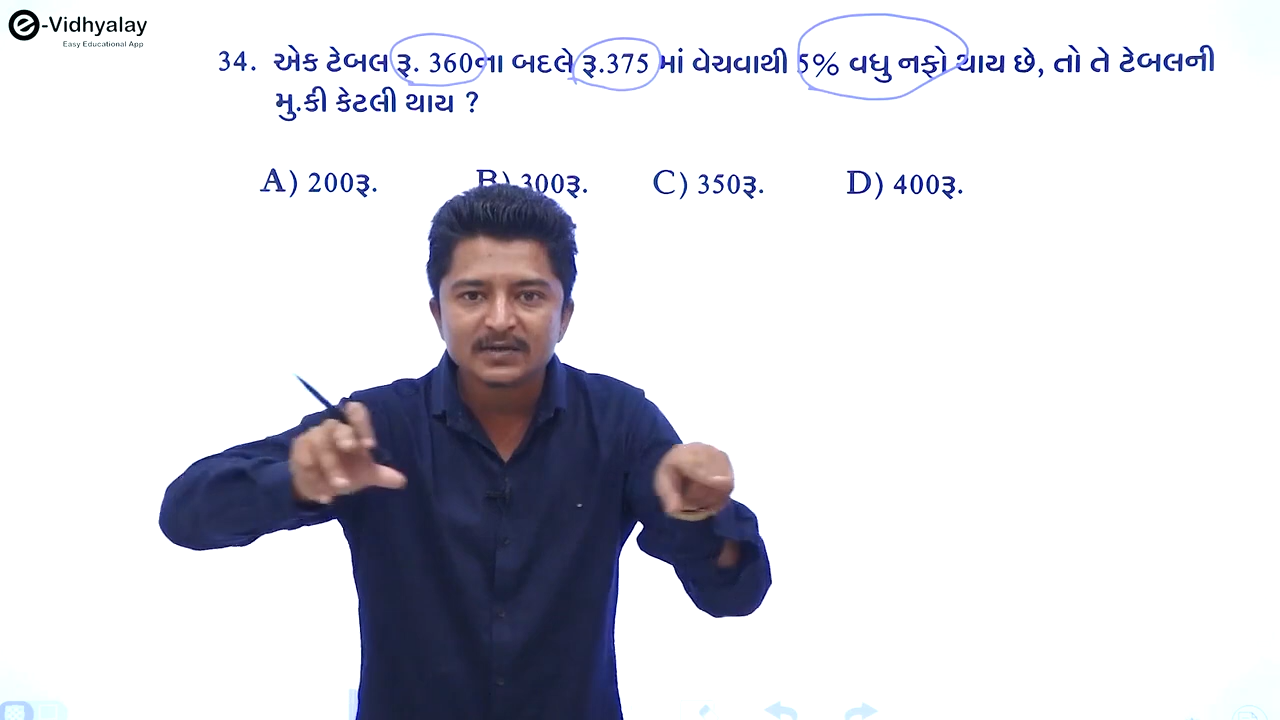 e-Vidhyalay
Easy Educational App
34. એક ટેબલ રૂ. 360ના બદલે રૂ.375 માં વેચવાથી 5% વધુ નફો થાય છે, તો તે ટેબલની
મુ.કી કેટલી થાય ?
A) 200રૂ. B) 300રૂ. C) 350રૂ. D) 400રૂ.